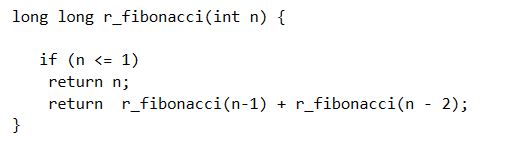 long long r_fibonacci(int n) {
if (n <= 1)
return n;
return  r_fibonacci(n-1) + r_fibonacci(n - 2);
}